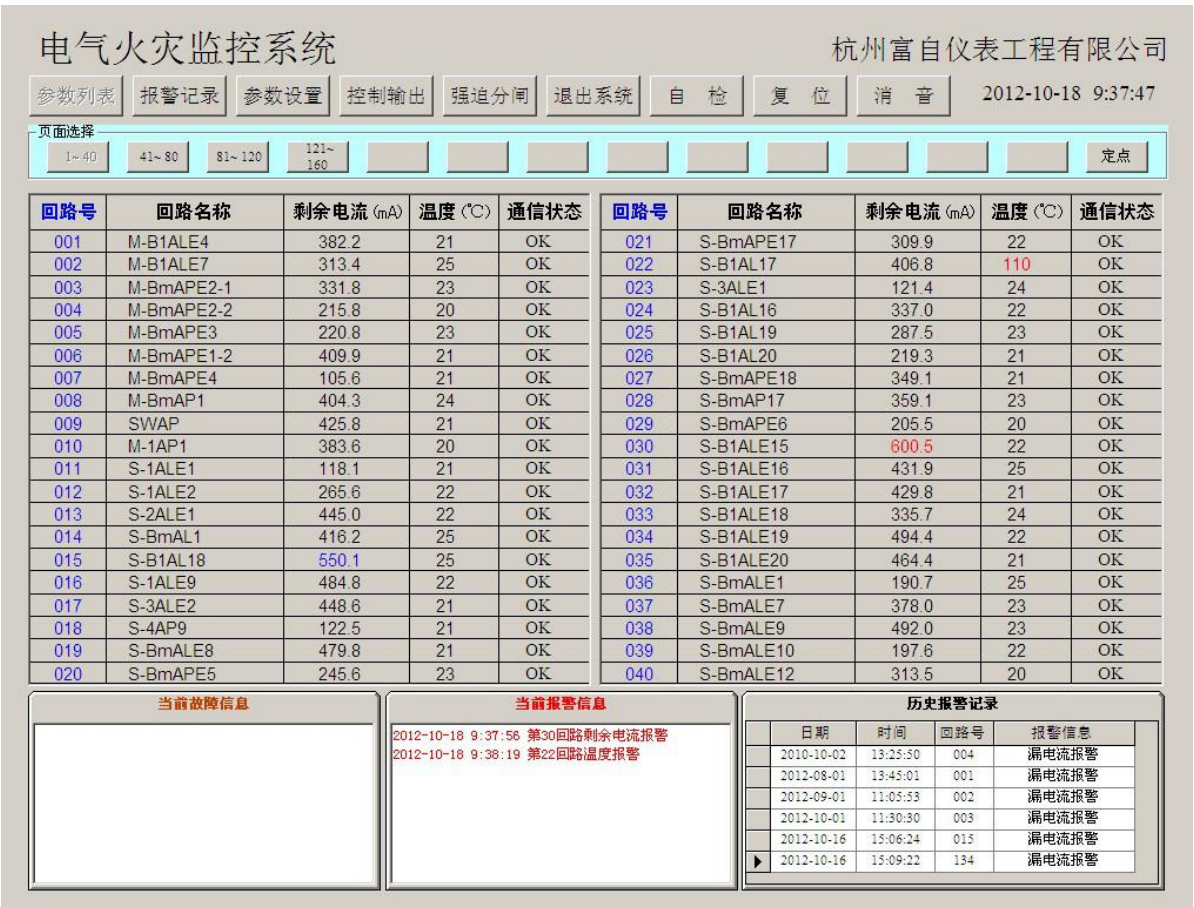 电气火灾监控系统 杭州富自仪表工程有限公司
参数列表 报警记录 参数设置 控制输出 强迫分闸 退出系统 自 检 复 位 消 音 2012-10-18 9:37:47
页面选择
1~40 41~80 81~120 121~160 定点
回路号 回路名称 剩余电流 (mA) 温度 (℃) 通信状态 回路号 回路名称 剩余电流 (mA) 温度 (℃) 通信状态
001 M-B1ALE4 382.2 21 OK 021 S-BmAPE17 309.9 22 OK
002 M-B1ALE7 313.4 25 OK 022 S-B1AL17 406.8 110 OK
003 M-BmAPE2-1 331.8 23 OK 023 S-3ALE1 121.4 24 OK
004 M-BmAPE2-2 215.8 20 OK 024 S-B1AL16 337.0 22 OK
005 M-BmAPE3 220.8 23 OK 025 S-B1AL19 287.5 23 OK
006 M-BmAPE1-2 409.9 21 OK 026 S-B1AL20 219.3 21 OK
007 M-BmAPE4 105.6 21 OK 027 S-BmAPE18 349.1 21 OK
008 M-BmAP1 404.3 24 OK 028 S-BmAP17 359.1 23 OK
009 SWAP 425.8 21 OK 029 S-BmAPE6 205.5 20 OK
010 M-1AP1 383.6 20 OK 030 S-B1ALE15 600.5 22 OK
011 S-1ALE1 118.1 21 OK 031 S-B1ALE16 431.9 25 OK
012 S-1ALE2 265.6 22 OK 032 S-B1ALE17 429.8 21 OK
013 S-2ALE1 445.0 22 OK 033 S-B1ALE18 335.7 24 OK
014 S-BmAL1 416.2 25 OK 034 S-B1ALE19 494.4 22 OK
015 S-B1AL18 550.1 25 OK 035 S-B1ALE20 464.4 21 OK
016 S-1ALE9 484.8 22 OK 036 S-BmALE1 190.7 25 OK
017 S-3ALE2 448.6 21 OK 037 S-BmALE7 378.0 23 OK
018 S-4AP9 122.5 21 OK 038 S-BmALE9 492.0 23 OK
019 S-BmALE8 479.8 21 OK 039 S-BmALE10 197.6 22 OK
020 S-BmAPE5 245.6 23 OK 040 S-BmALE12 313.5 20 OK
当前故障信息 当前报警信息 历史报警记录
2012-10-18 9:37:56 第30回路剩余电流报警
2012-10-18 9:38:19 第22回路温度报警
日期 时间 回路号 报警信息
2010-10-02 13:25:50 004 漏电流报警
2012-08-01 13:45:01 001 漏电流报警
2012-09-01 11:05:53 002 漏电流报警
2012-10-01 11:30:30 003 漏电流报警
2012-10-16 15:06:24 015 漏电流报警
2012-10-16 15:09:22 134 漏电流报警